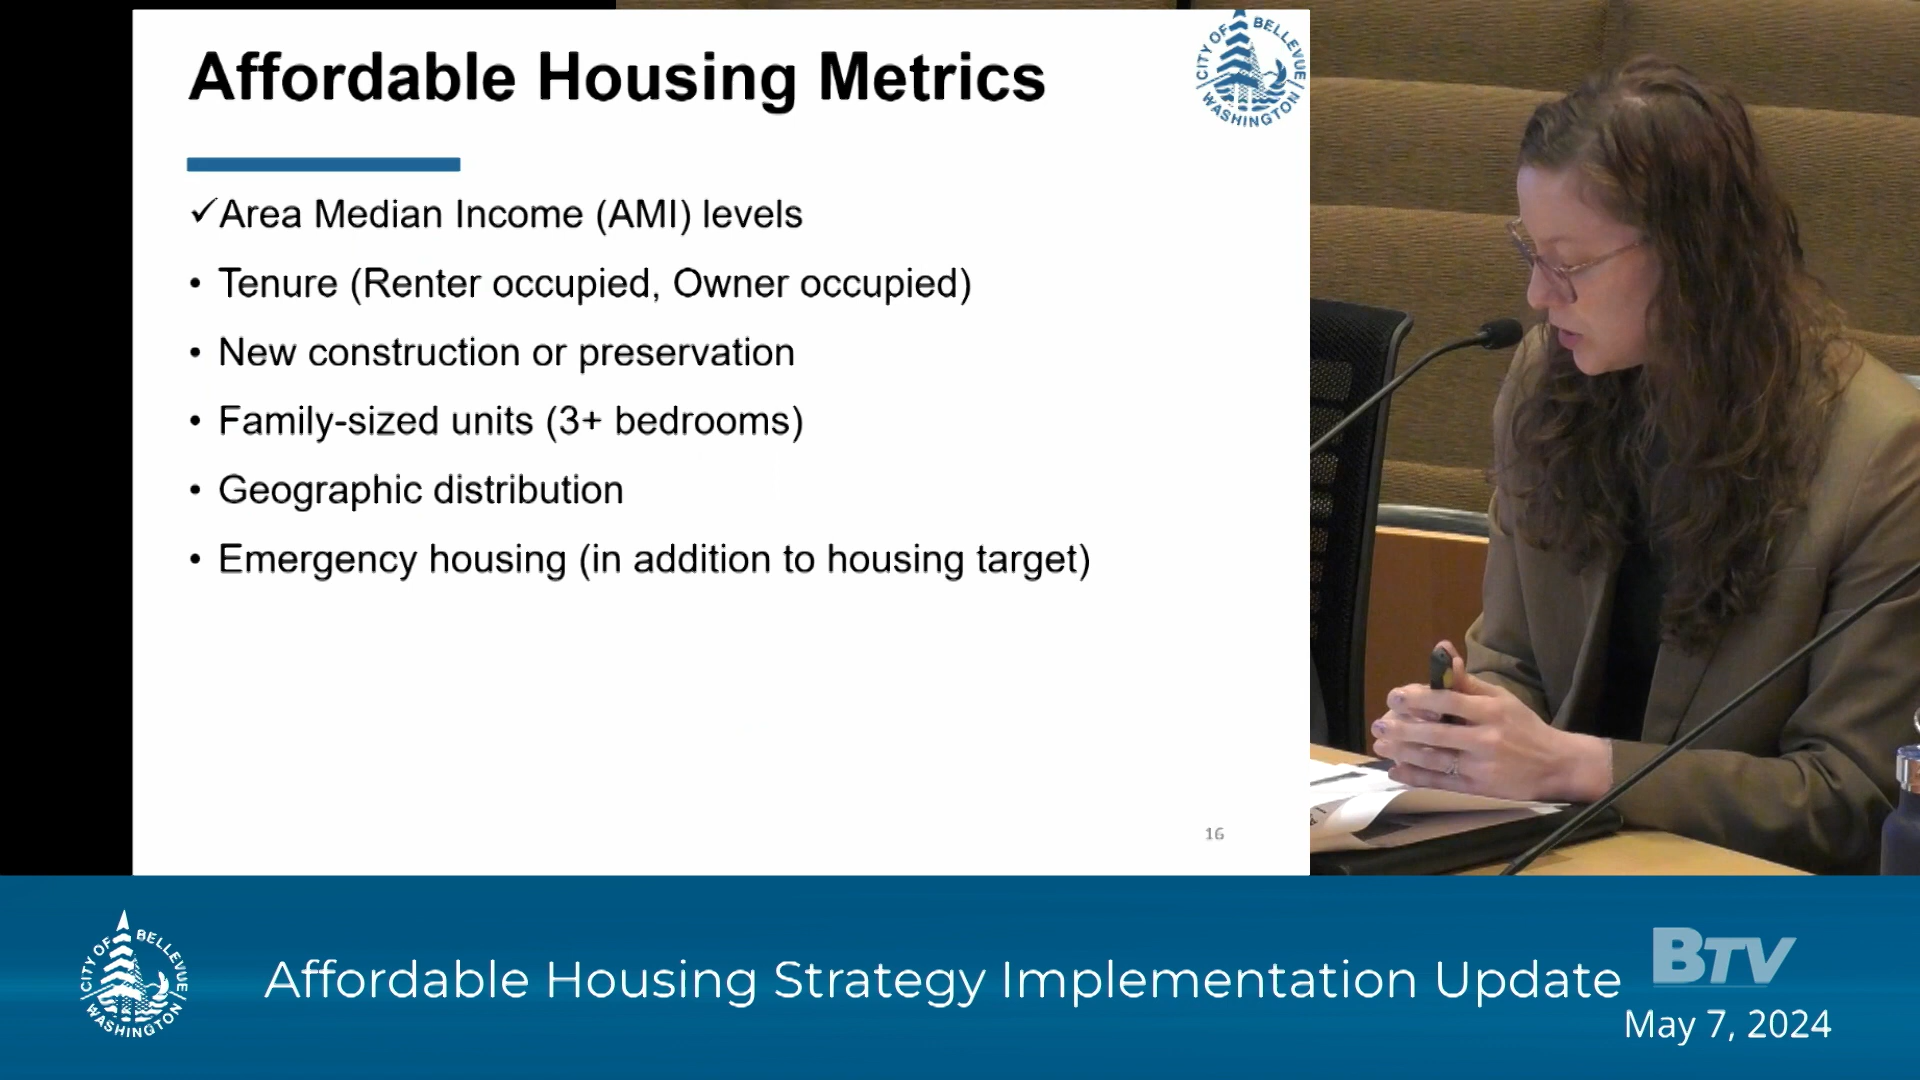 Affordable Housing Metrics
CITY OF BELLEVUE
WASHINGTON
✓Area Median Income (AMI) levels
• Tenure (Renter occupied, Owner occupied)
• New construction or preservation
• Family-sized units (3+ bedrooms)
• Geographic distribution
• Emergency housing (in addition to housing target)
16
CITY OF BELLEVUE
WASHINGTON
Affordable Housing Strategy Implementation Update
BTV
May 7, 2024